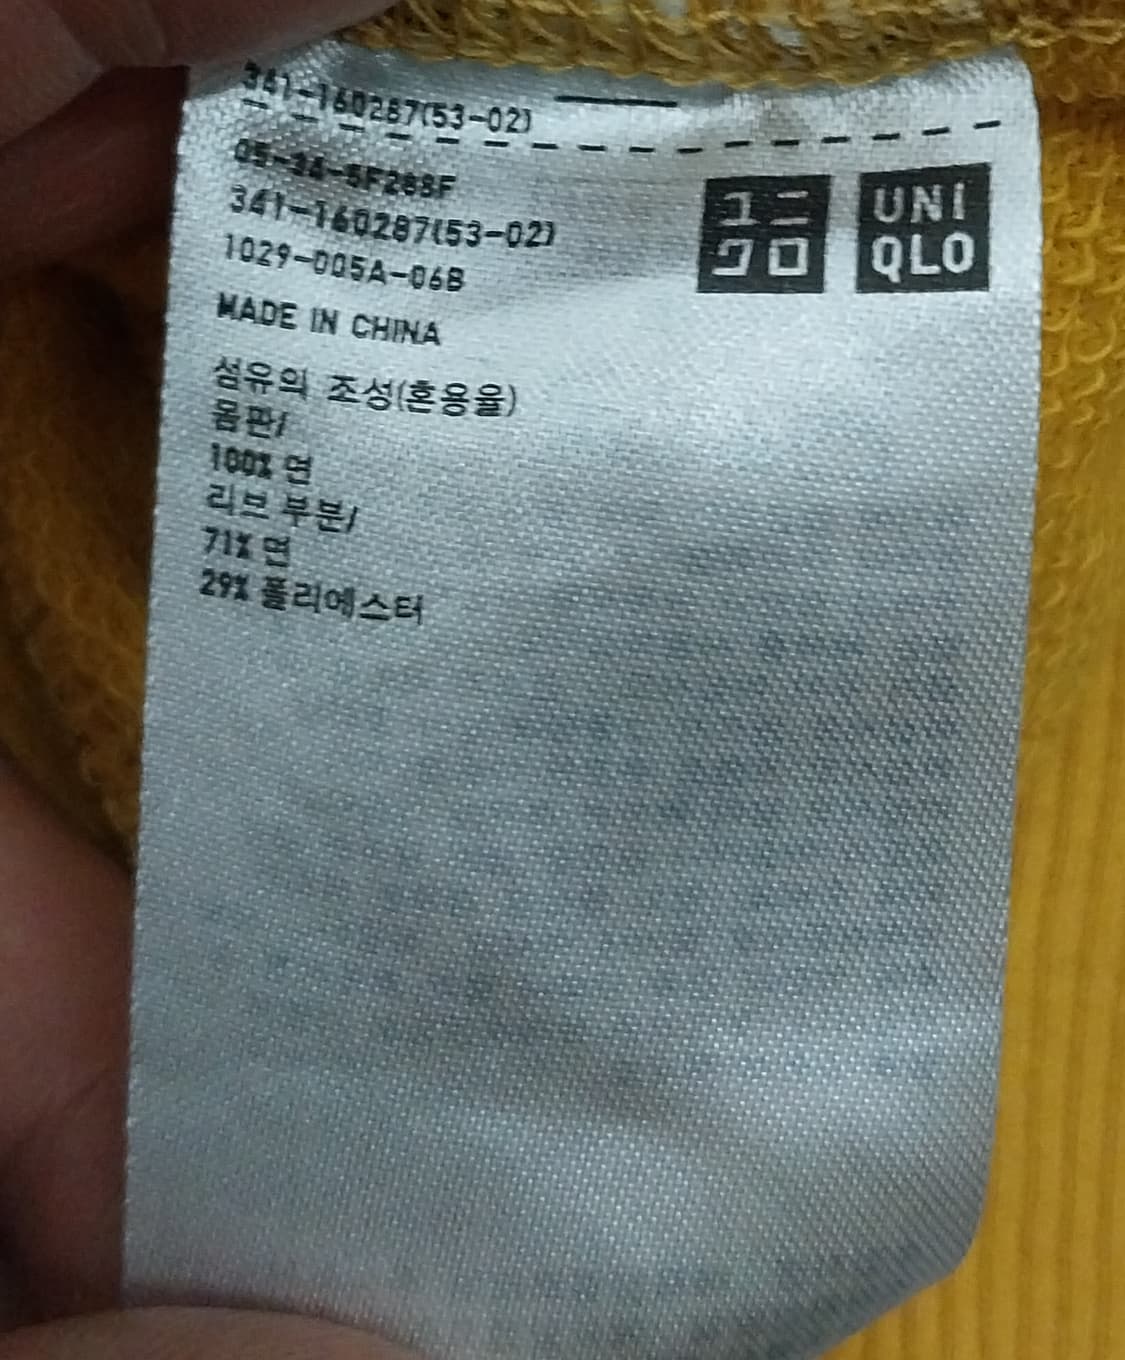 341-160287(53-02)
05-34-5F288F
341-160287(53-02)
1029-005A-06B
MADE IN CHINA
섬유의 조성(혼용율)
몸판/
100% 면
리브 부분/
71% 면
29% 폴리에스터
ユニ
クロ
UNI
QLO